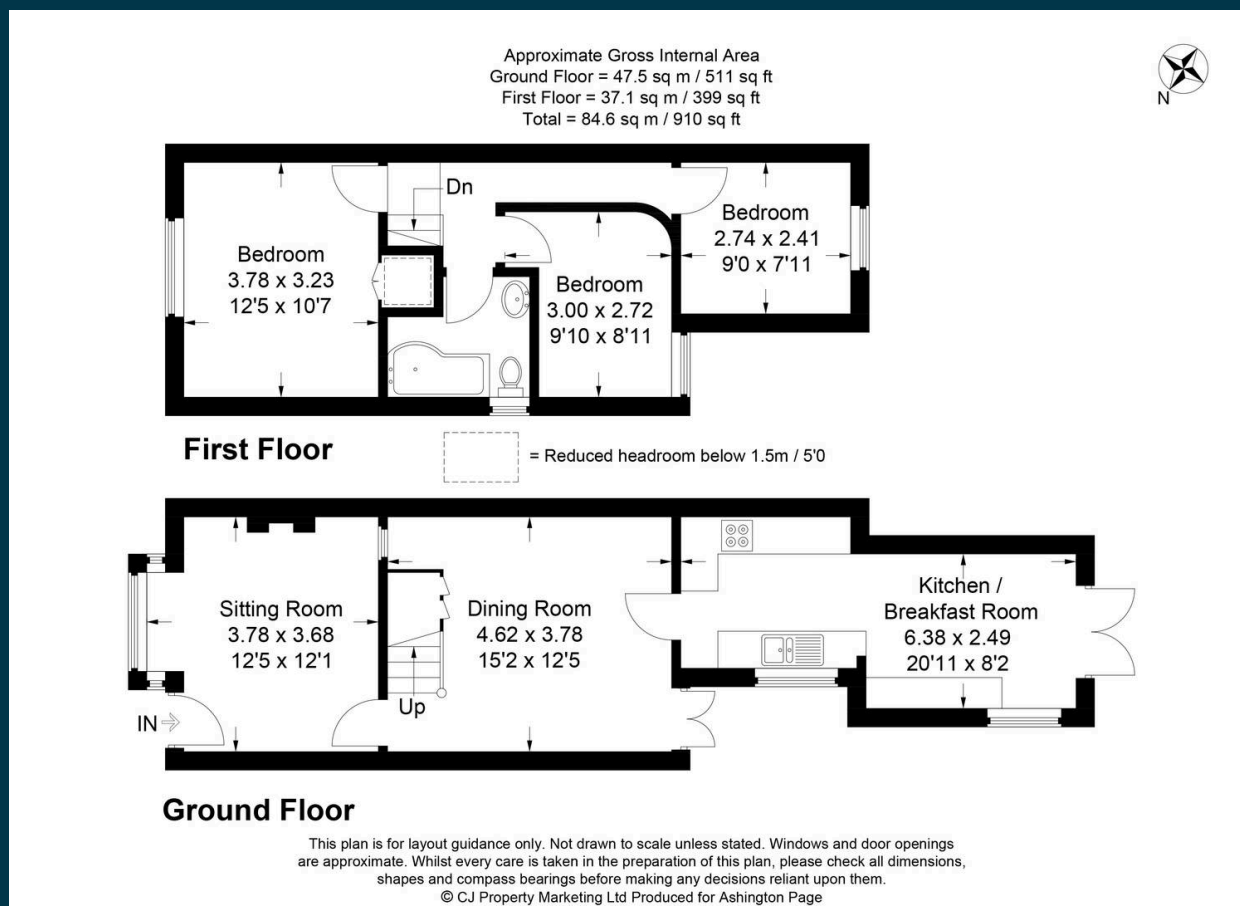 Approximate Gross Internal Area
Ground Floor = 47.5 sq m / 511 sq ft
First Floor = 37.1 sq m / 399 sq ft
Total = 84.6 sq m / 910 sq ft
N
Dn
Bedroom
3.78 x 3.23
12'5 x 10'7
Bedroom
3.00 x 2.72
9'10 x 8'11
Bedroom
2.74 x 2.41
9'0 x 7'11
First Floor
= Reduced headroom below 1.5m / 5'0
Sitting Room
3.78 x 3.68
12'5 x 12'1
Dining Room
4.62 x 3.78
15'2 x 12'5
Kitchen /
Breakfast Room
6.38 x 2.49
20'11 x 8'2
IN
Up
Ground Floor
This plan is for layout guidance only. Not drawn to scale unless stated. Windows and door openings
are approximate. Whilst every care is taken in the preparation of this plan, please check all dimensions,
shapes and compass bearings before making any decisions reliant upon them.
© CJ Property Marketing Ltd Produced for Ashington Page